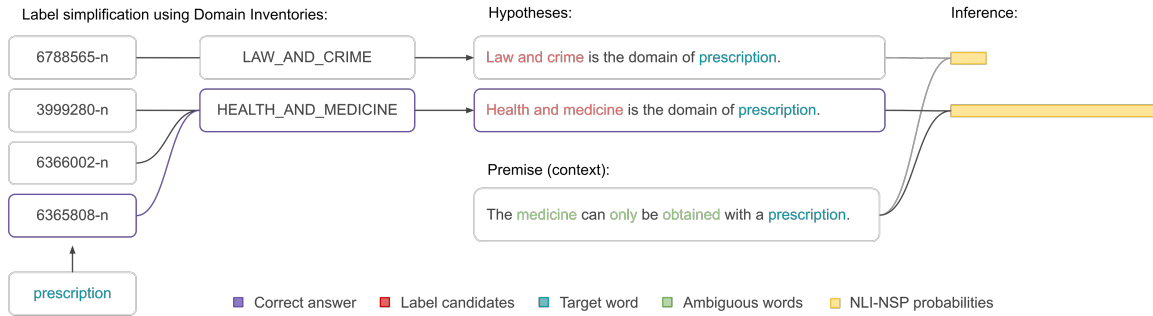 Label simplification using Domain Inventories:
Hypotheses:
Inference:
6788565-n
LAW_AND_CRIME
Law and crime is the domain of prescription.
3999280-n
HEALTH_AND_MEDICINE
Health and medicine is the domain of prescription.
6366002-n
Premise (context):
6365808-n
The medicine can only be obtained with a prescription.
prescription
Correct answer
Label candidates
Target word
Ambiguous words
NLI-NSP probabilities